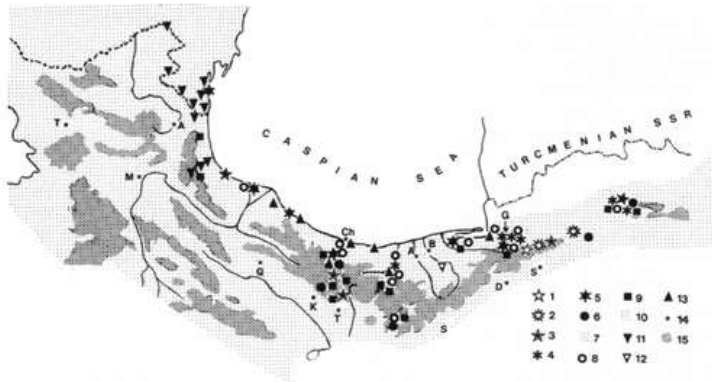 CASPIAN SEA
TURCMENIAN SSR
T
A
M
Q
K
T
Ch
A
B
G
S
D
S
1
2
3
4
5
6
7
8
9
10
11
12
13
14
15